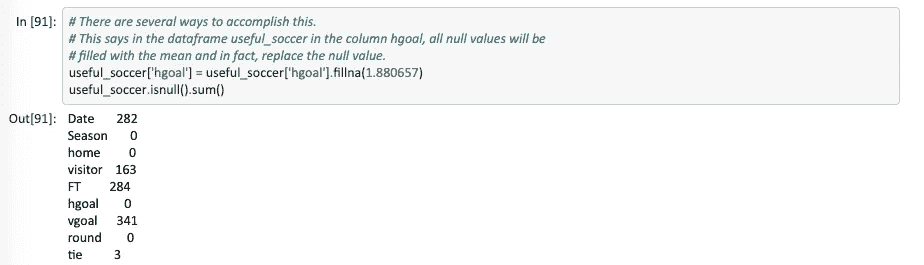 In [91]: # There are several ways to accomplish this.
# This says in the dataframe useful_soccer in the column hgoal, all null values will be
# filled with the mean and in fact, replace the null value.
useful_soccer['hgoal'] = useful_soccer['hgoal'].fillna(1.880657)
useful_soccer.isnull().sum()
Out[91]: Date 282
Season 0
home 0
visitor 163
FT 284
hgoal 0
vgoal 341
round 0
tie 3